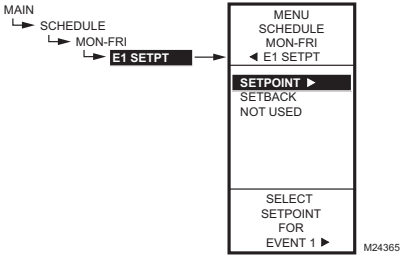 MAIN
SCHEDULE
MON-FRI
E1 SETPT
MENU
SCHEDULE
MON-FRI
◄ E1 SETPT
SETPOINT ►
SETBACK
NOT USED
SELECT
SETPOINT
FOR
EVENT 1 ►
M24365